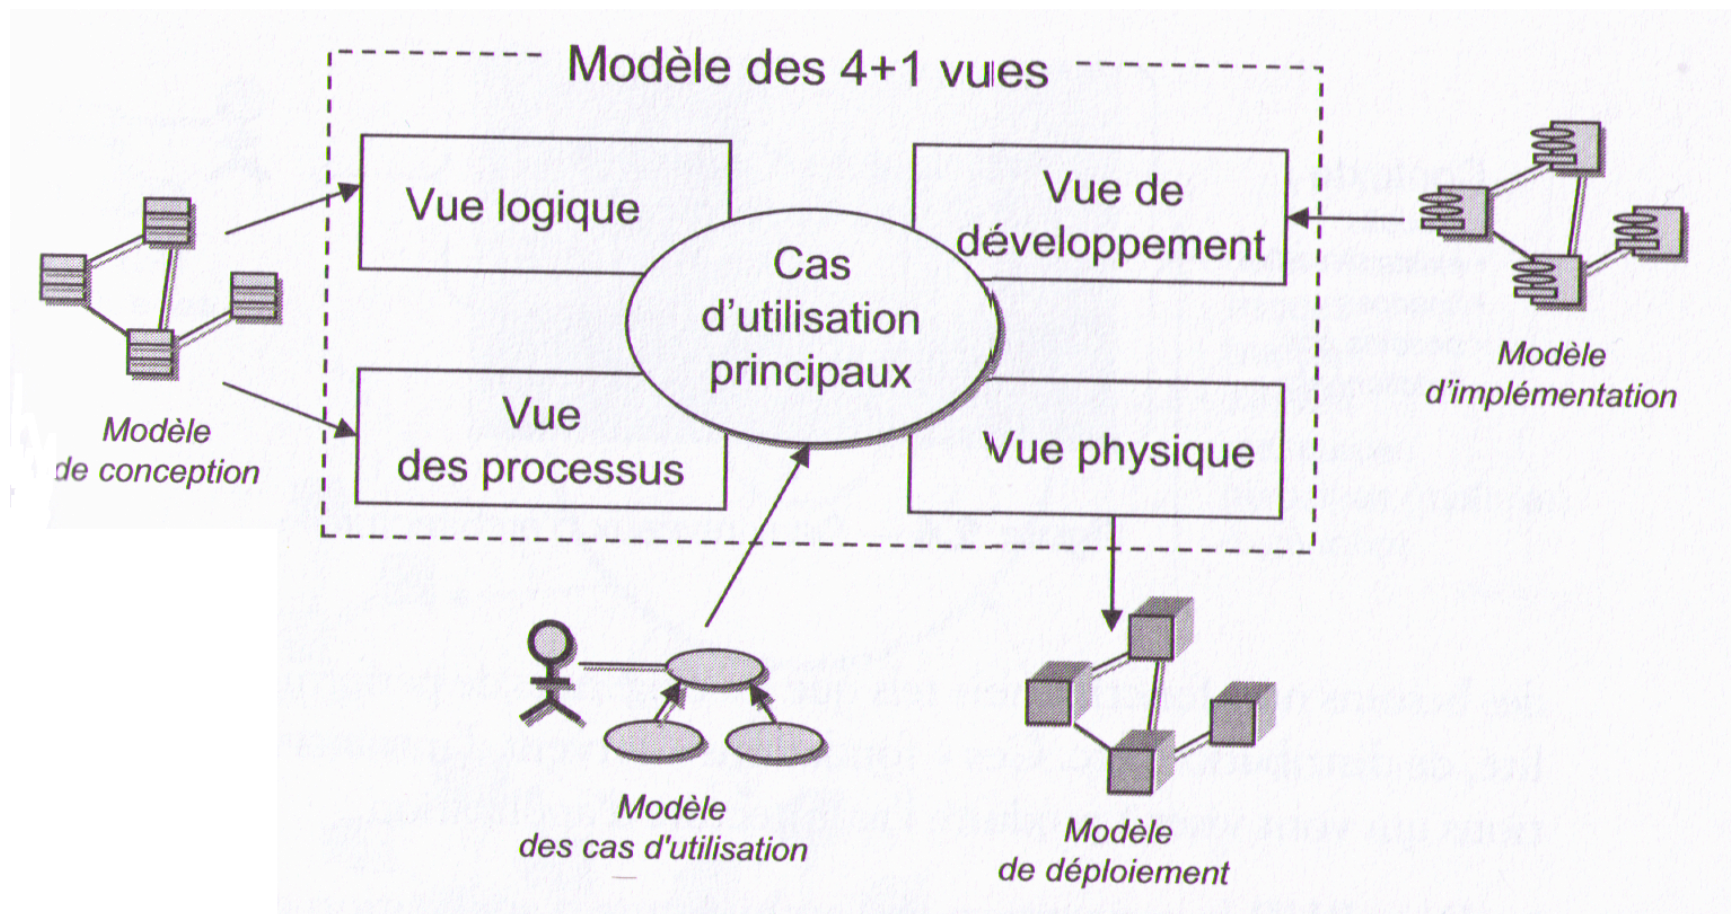 Modèle des 4+1 vues
Vue logique
Vue de
développement
Cas
d'utilisation
principaux
Vue
des processus
Vue physique
Modèle
de conception
Modèle
d'implémentation
Modèle
des cas d'utilisation
Modèle
de déploiement